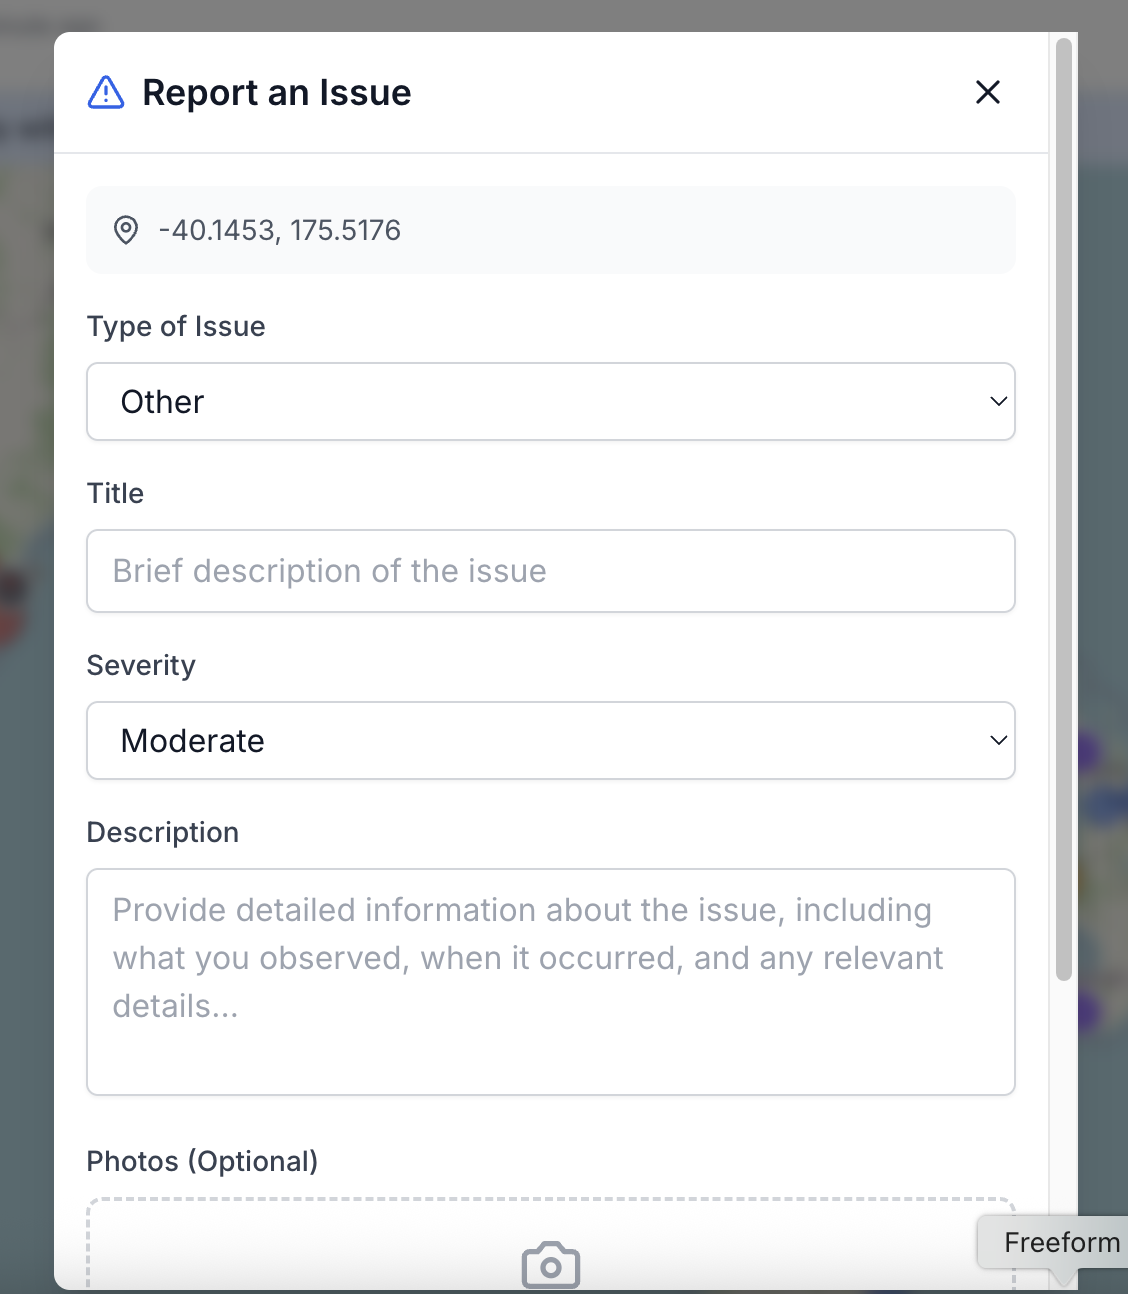 Report an Issue
-40.1453, 175.5176
Type of Issue
Other
Title
Brief description of the issue
Severity
Moderate
Description
Provide detailed information about the issue, including
what you observed, when it occurred, and any relevant
details...
Photos (Optional)
Freeform